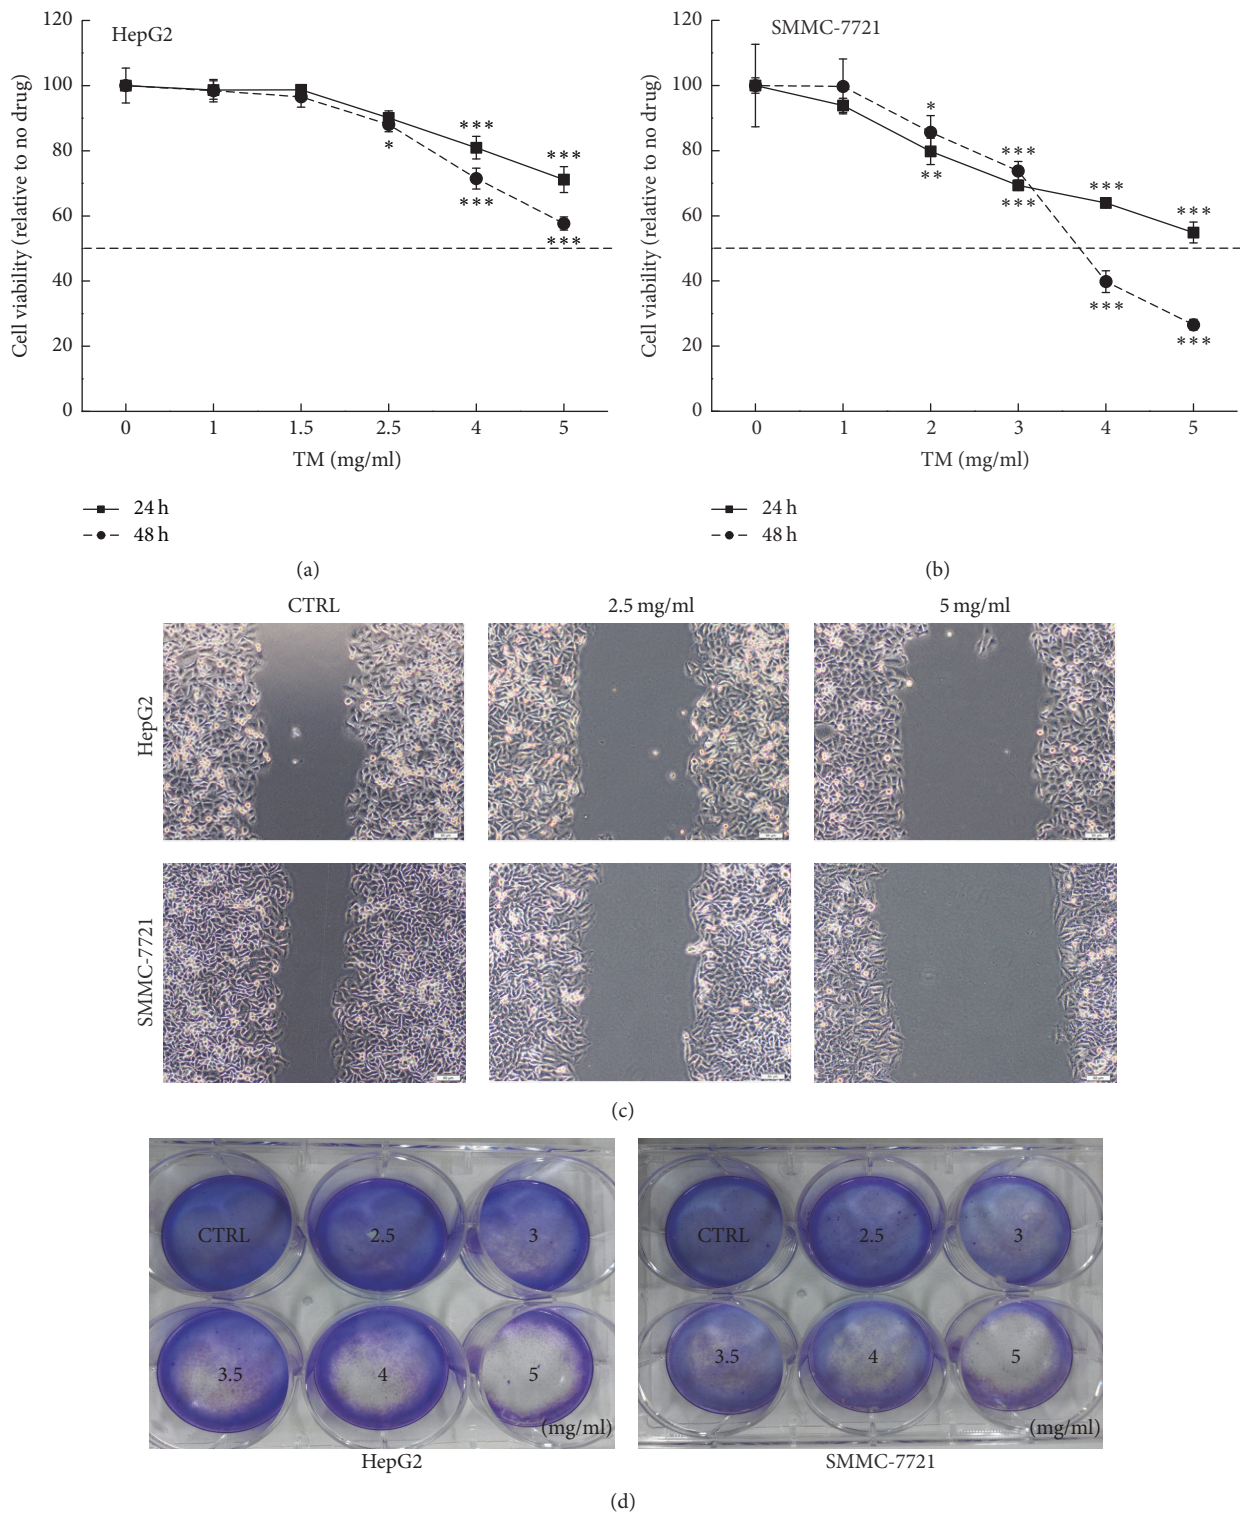 HepG2
120
100
80
60
40
20
0
Cell viability (relative to no drug)
*
***
***
***
***
0 1 1.5 2.5 4 5
TM (mg/ml)
24 h
48 h
(a)
SMMC-7721
120
100
80
60
40
20
0
Cell viability (relative to no drug)
*
**
***
***
***
***
***
***
0 1 2 3 4 5
TM (mg/ml)
24 h
48 h
(b)
CTRL 2.5 mg/ml 5 mg/ml
HepG2
SMMC-7721
(c)
CTRL 2.5 3
3.5 4 5
(mg/ml)
HepG2
CTRL 2.5 3
3.5 4 5
(mg/ml)
SMMC-7721
(d)